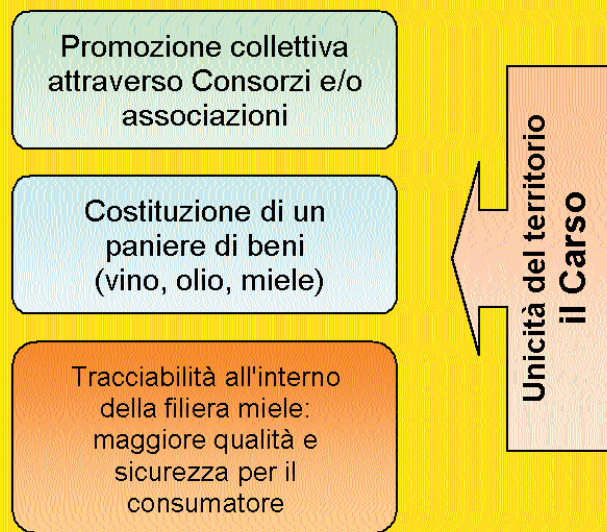 Promozione collettiva
attraverso Consorzi e/o
associazioni
Costituzione di un
paniere di beni
(vino, olio, miele)
Tracciabilità all'interno
della filiera miele:
maggiore qualità e
sicurezza per il
consumatore
Unicità del territorio
il Carso